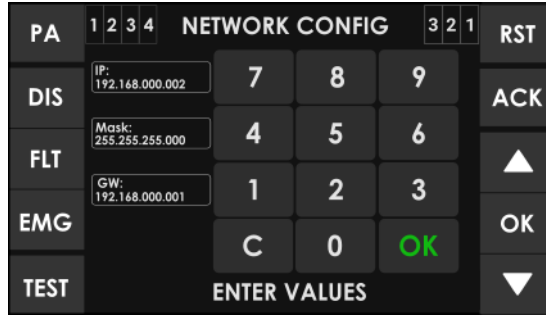 PA
1 2 3 4
NETWORK CONFIG
3 2 1
RST
DIS
IP:
192.168.000.002
7 8 9
ACK
FLT
Mask:
255.255.255.000
4 5 6
EMG
GW:
192.168.000.001
1 2 3
OK
C 0 OK
TEST
ENTER VALUES